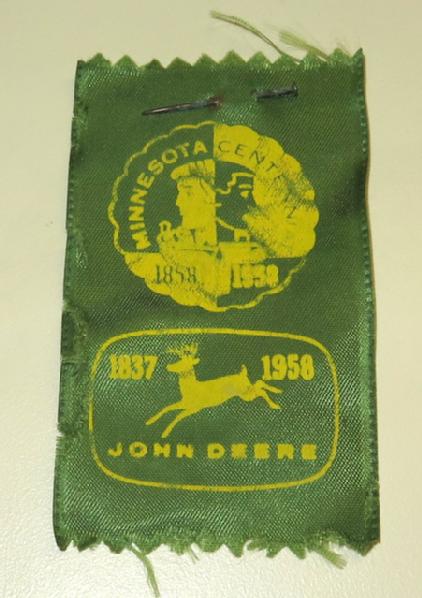 MINNESOTA CENT
1858 1958
1837 1958
JOHN DEERE